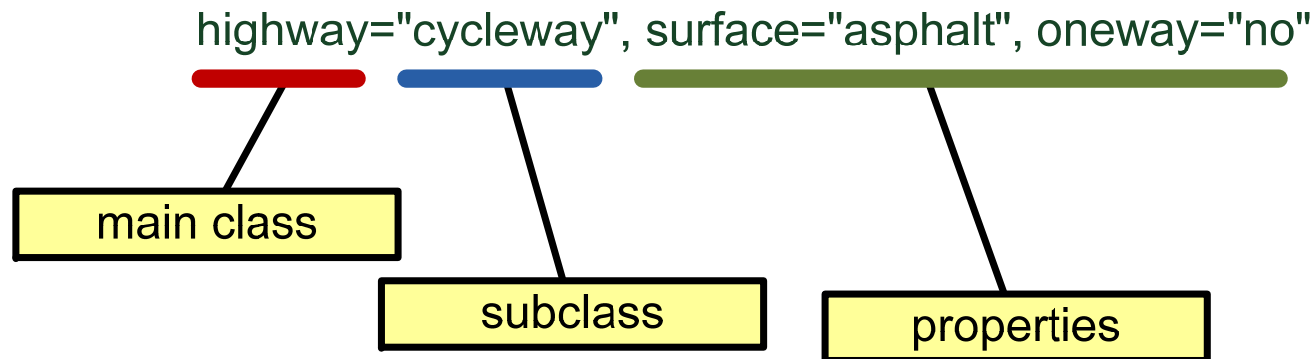 highway="cycleway", surface="asphalt", oneway="no"
main class
subclass
properties